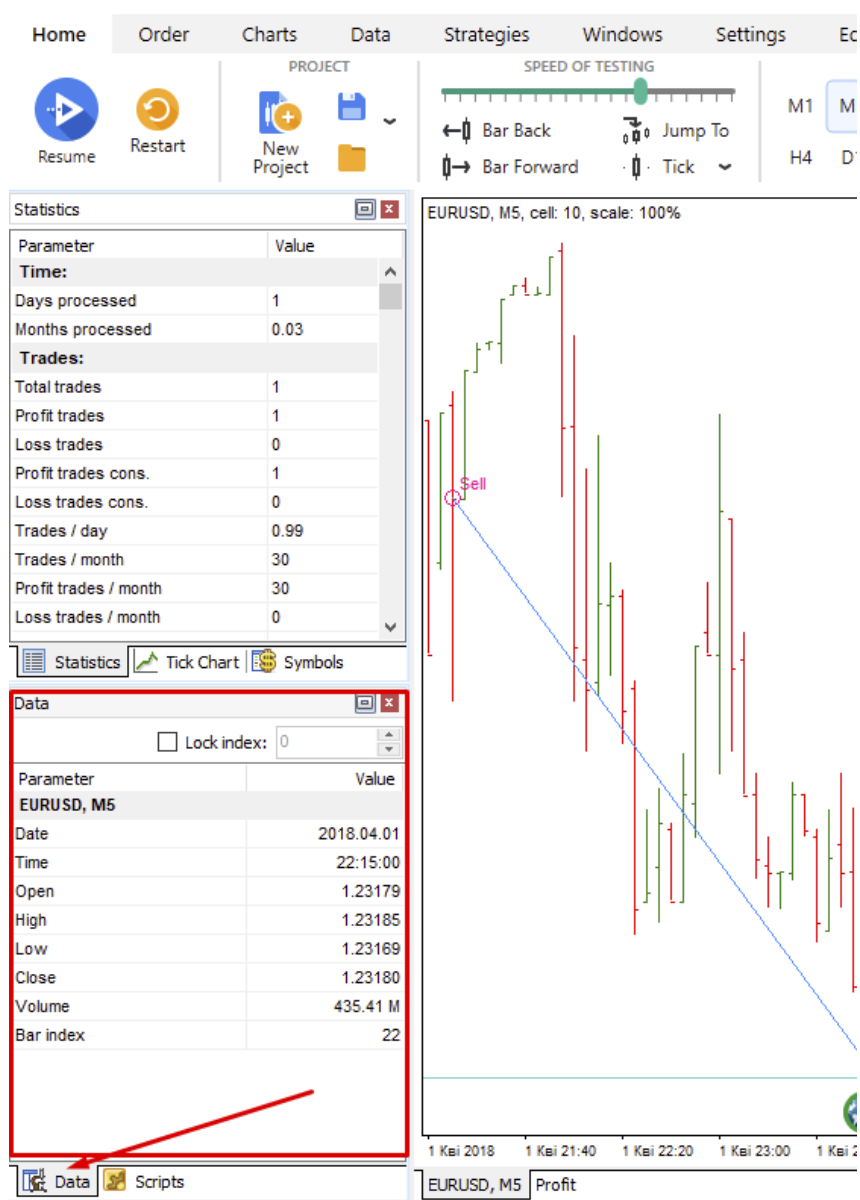 Home Order Charts Data Strategies Windows Settings
PROJECT SPEED OF TESTING
Resume Restart New Project
Bar Back Jump To
Bar Forward Tick
M1 M
H4 D
Statistics
Parameter Value
Time:
Days processed 1
Months processed 0.03
Trades:
Total trades 1
Profit trades 1
Loss trades 0
Profit trades cons. 1
Loss trades cons. 0
Trades / day 0.99
Trades / month 30
Profit trades / month 30
Loss trades / month 0
Statistics Tick Chart Symbols
Data
Lock index: 0
Parameter Value
EURUSD, M5
Date 2018.04.01
Time 22:15:00
Open 1.23179
High 1.23185
Low 1.23169
Close 1.23180
Volume 435.41 M
Bar index 22
Data Scripts
EURUSD, M5, cell: 10, scale: 100%
Sell
1 Кві 2018 1 Кві 21:40 1 Кві 22:20 1 Кві 23:00 1 Кві 2
EURUSD, M5 Profit